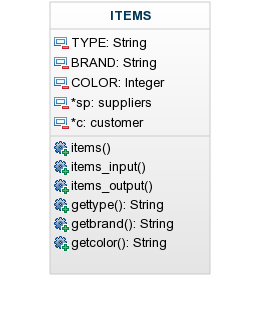 ITEMS
TYPE: String
BRAND: String
COLOR: Integer
*sp: suppliers
*c: customer
items()
items_input()
items_output()
gettype(): String
getbrand(): String
getcolor(): String